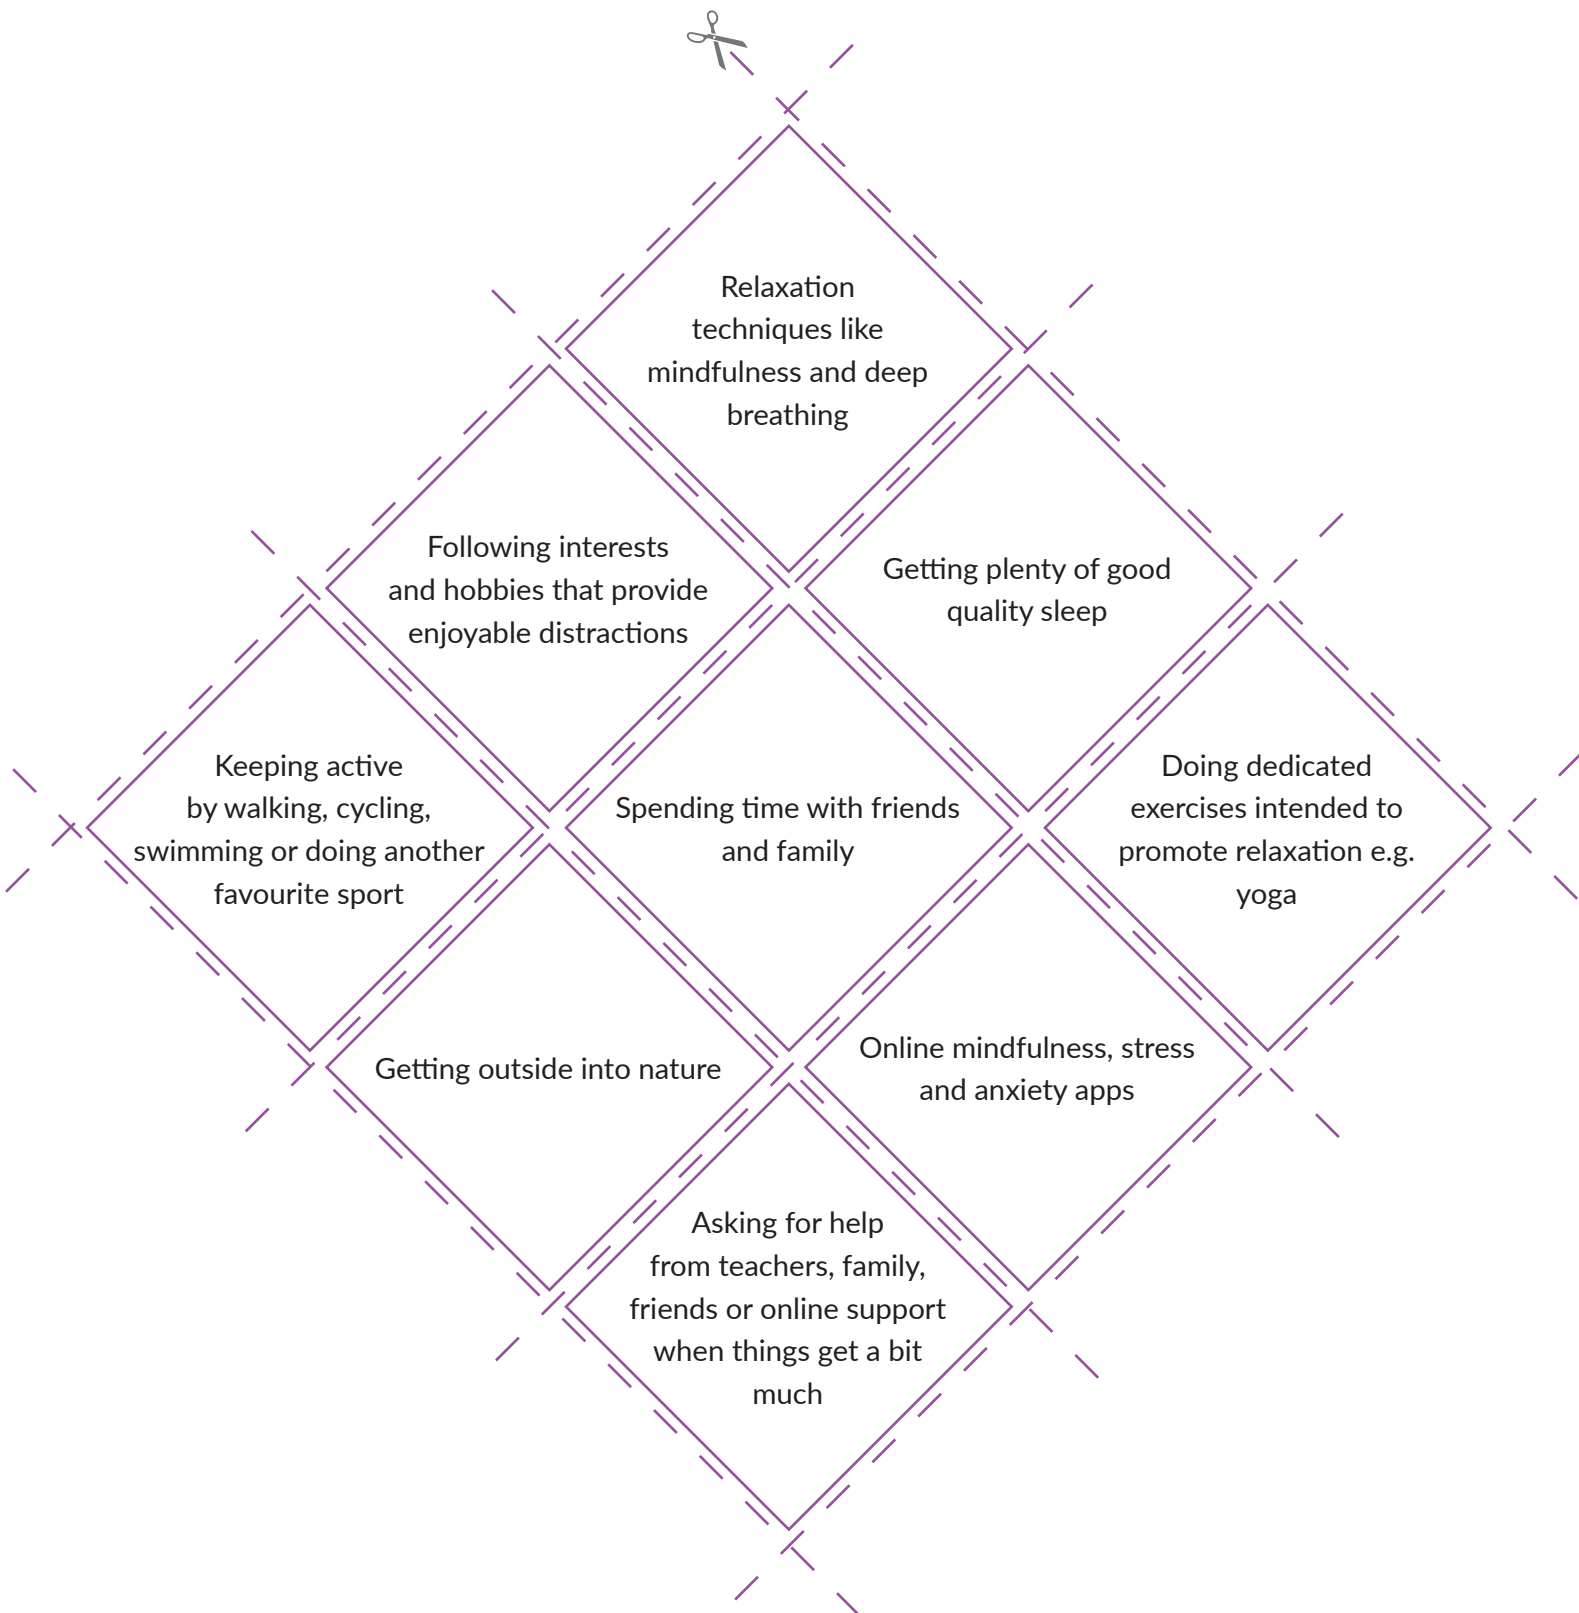 Relaxation
techniques like
mindfulness and deep
breathing
Following interests
and hobbies that provide
enjoyable distractions
Getting plenty of good
quality sleep
Keeping active
by walking, cycling,
swimming or doing another
favourite sport
Spending time with friends
and family
Doing dedicated
exercises intended to
promote relaxation e.g.
yoga
Getting outside into nature
Online mindfulness, stress
and anxiety apps
Asking for help
from teachers, family,
friends or online support
when things get a bit
much